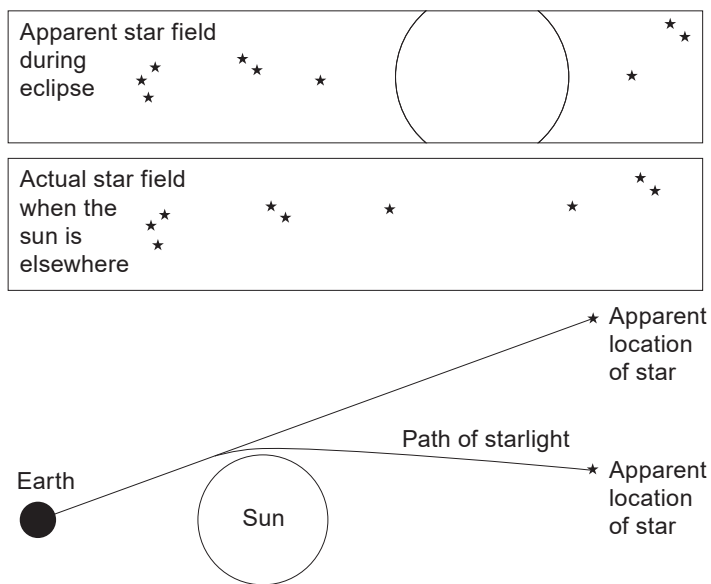 Apparent star field
during
eclipse
Actual star field
when the
sun is
elsewhere
Apparent
location
of star
Path of starlight
Earth
Apparent
location
of star
Sun